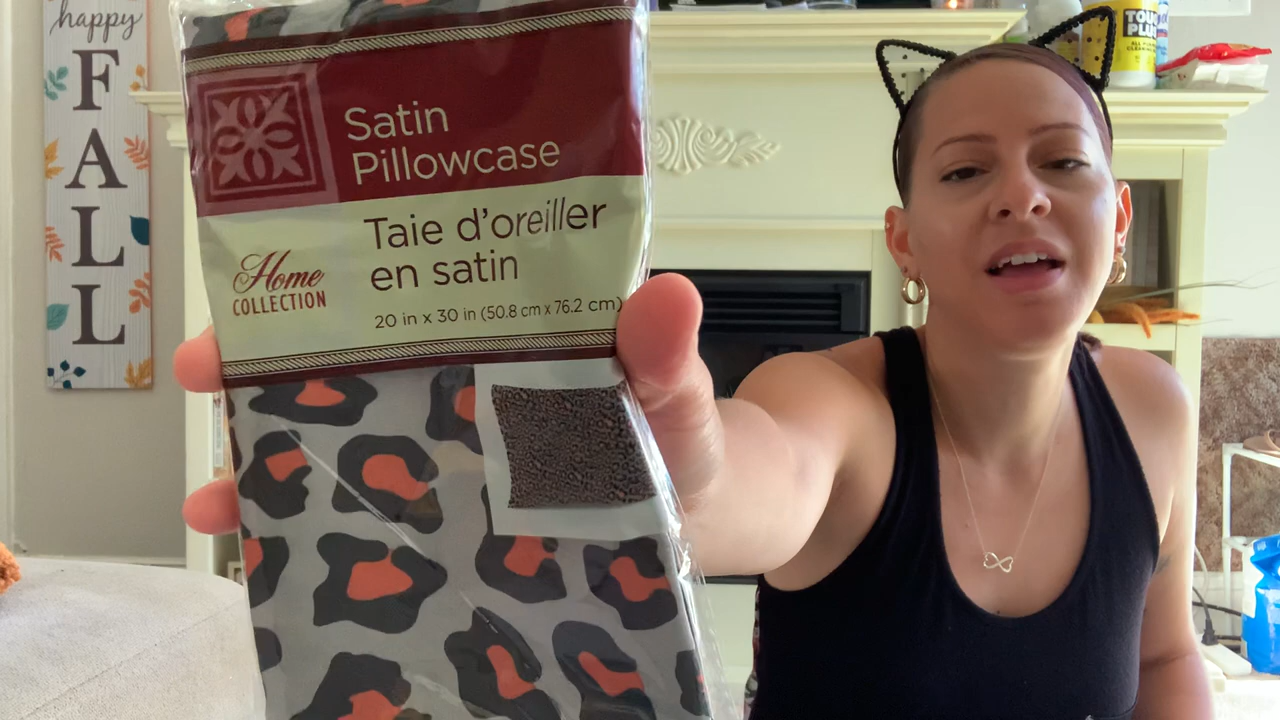 happy
FALL
Satin
Pillowcase
Taie d'oreiller
en satin
Home
COLLECTION
20 in x 30 in (50.8 cm x 76.2 cm)
TOUGH